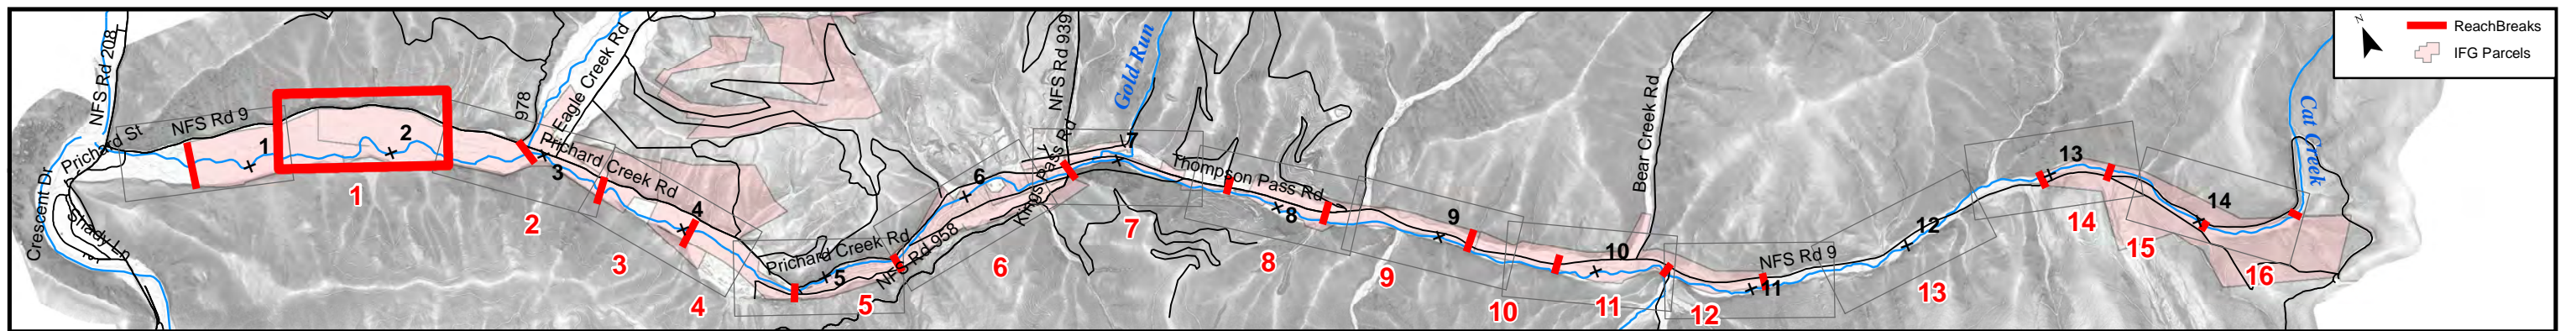 NFS Rd 208
Prichard St
NFS Rd 9
Crescent Dr
Shady Ln
978
Eagle Creek Rd
Prichard Creek Rd
Prichard Creek Rd
NFS Rd 958
Kings Pass Rd
NFS Rd 939
Gold Run
Thompson Pass Rd
Bear Creek Rd
NFS Rd 9
Cat Creek
1
2
3
4
5
6
7
8
9
10
11
12
13
14
1
2
3
4
5
6
7
8
9
10
11
12
13
14
15
16
N
ReachBreaks
IFG Parcels